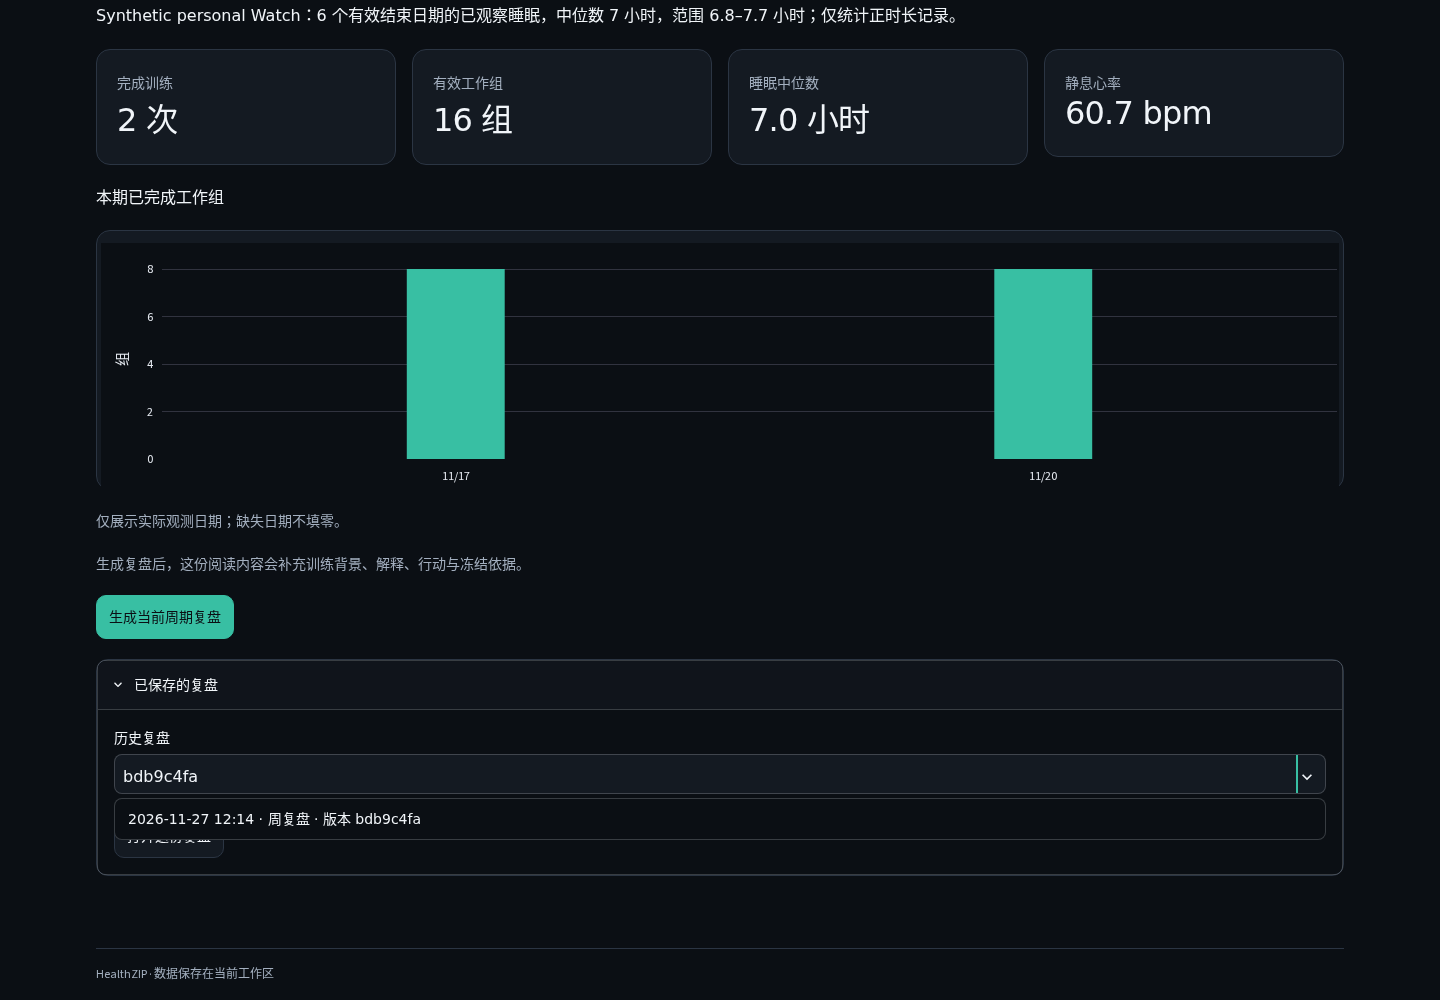 Synthetic personal Watch：6 个有效结束日期的已观察睡眠，中位数 7 小时，范围 6.8–7.7 小时；仅统计正时长记录。
完成训练
2 次
有效工作组
16 组
睡眠中位数
7.0 小时
静息心率
60.7 bpm
本期已完成工作组
8
6
4
2
0
组
11/17
11/20
仅展示实际观测日期；缺失日期不填零。
生成复盘后，这份阅读内容会补充训练背景、解释、行动与冻结依据。
生成当前周期复盘
已保存的复盘
历史复盘
bdb9c4fa
2026-11-27 12:14 · 周复盘 · 版本 bdb9c4fa
HealthZIP · 数据保存在当前工作区